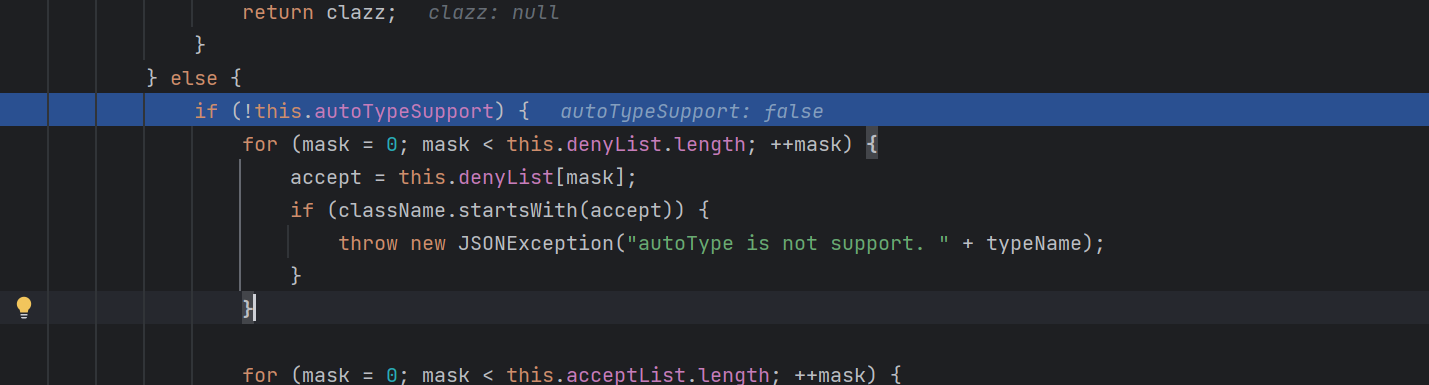 return clazz;   clazz: null
}
} else {
if (!this.autoTypeSupport) {   autoTypeSupport: false
for (mask = 0; mask < this.denyList.length; ++mask) {
accept = this.denyList[mask];
if (className.startsWith(accept)) {
throw new JSONException("autoType is not support. " + typeName);
}
}
for (mask = 0; mask < this.acceptList.length; ++mask) {